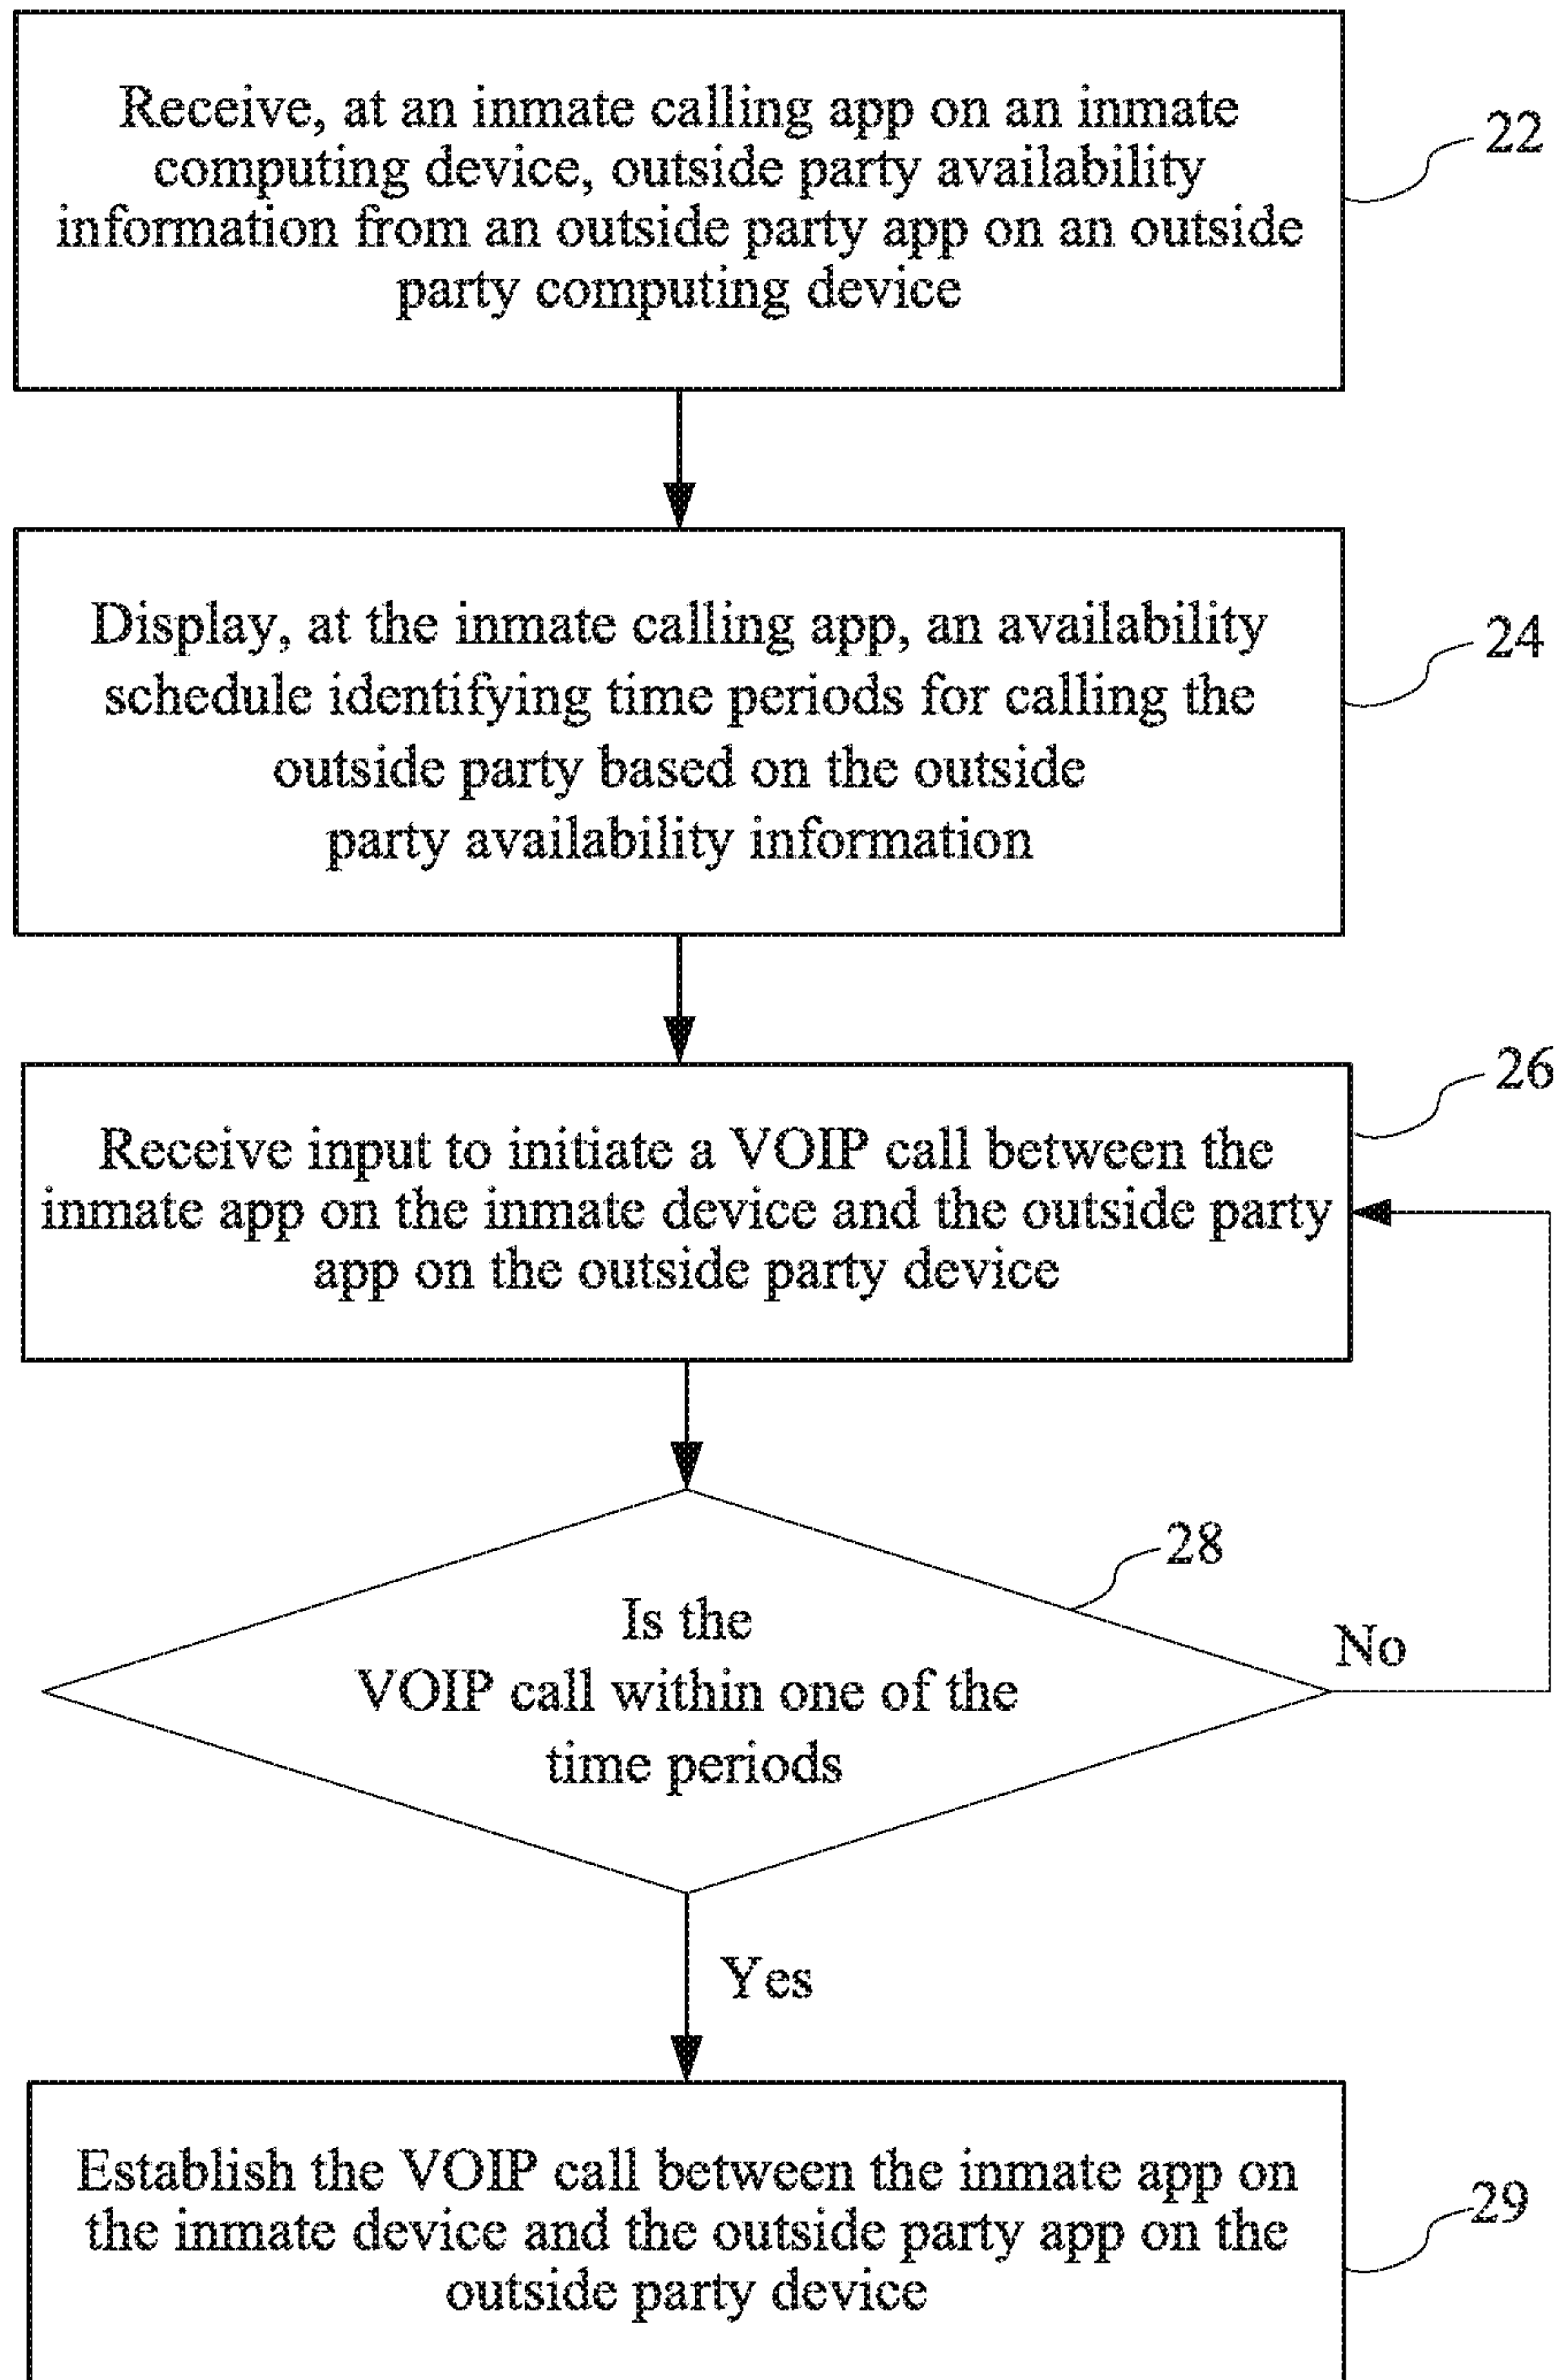 Receive, at an inmate calling app on an inmate
computing device, outside party availability
information from an outside party app on an outside
party computing device
22
Display, at the inmate calling app, an availability
schedule identifying time periods for calling the
outside party based on the outside
party availability information
24
Receive input to initiate a VOIP call between the
inmate app on the inmate device and the outside party
app on the outside party device
26
Is the
VOIP call within one of the
time periods
28
No
Yes
Establish the VOIP call between the inmate app on
the inmate device and the outside party app on the
outside party device
29